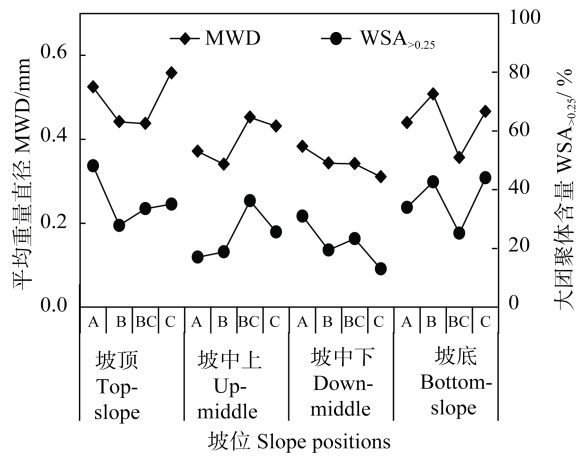 MWD WSA>0.25
平均重量直径 MWD/mm
0.6
0.4
0.2
0.0
100
80
60
40
20
0
大团聚体含量 WSA>0.25/ %
A B BC C A B BC C A B BC C A B BC C
坡顶 坡中上 坡中下 坡底
Top- Up- Down- Bottom-
slope middle middle slope
坡位 Slope positions